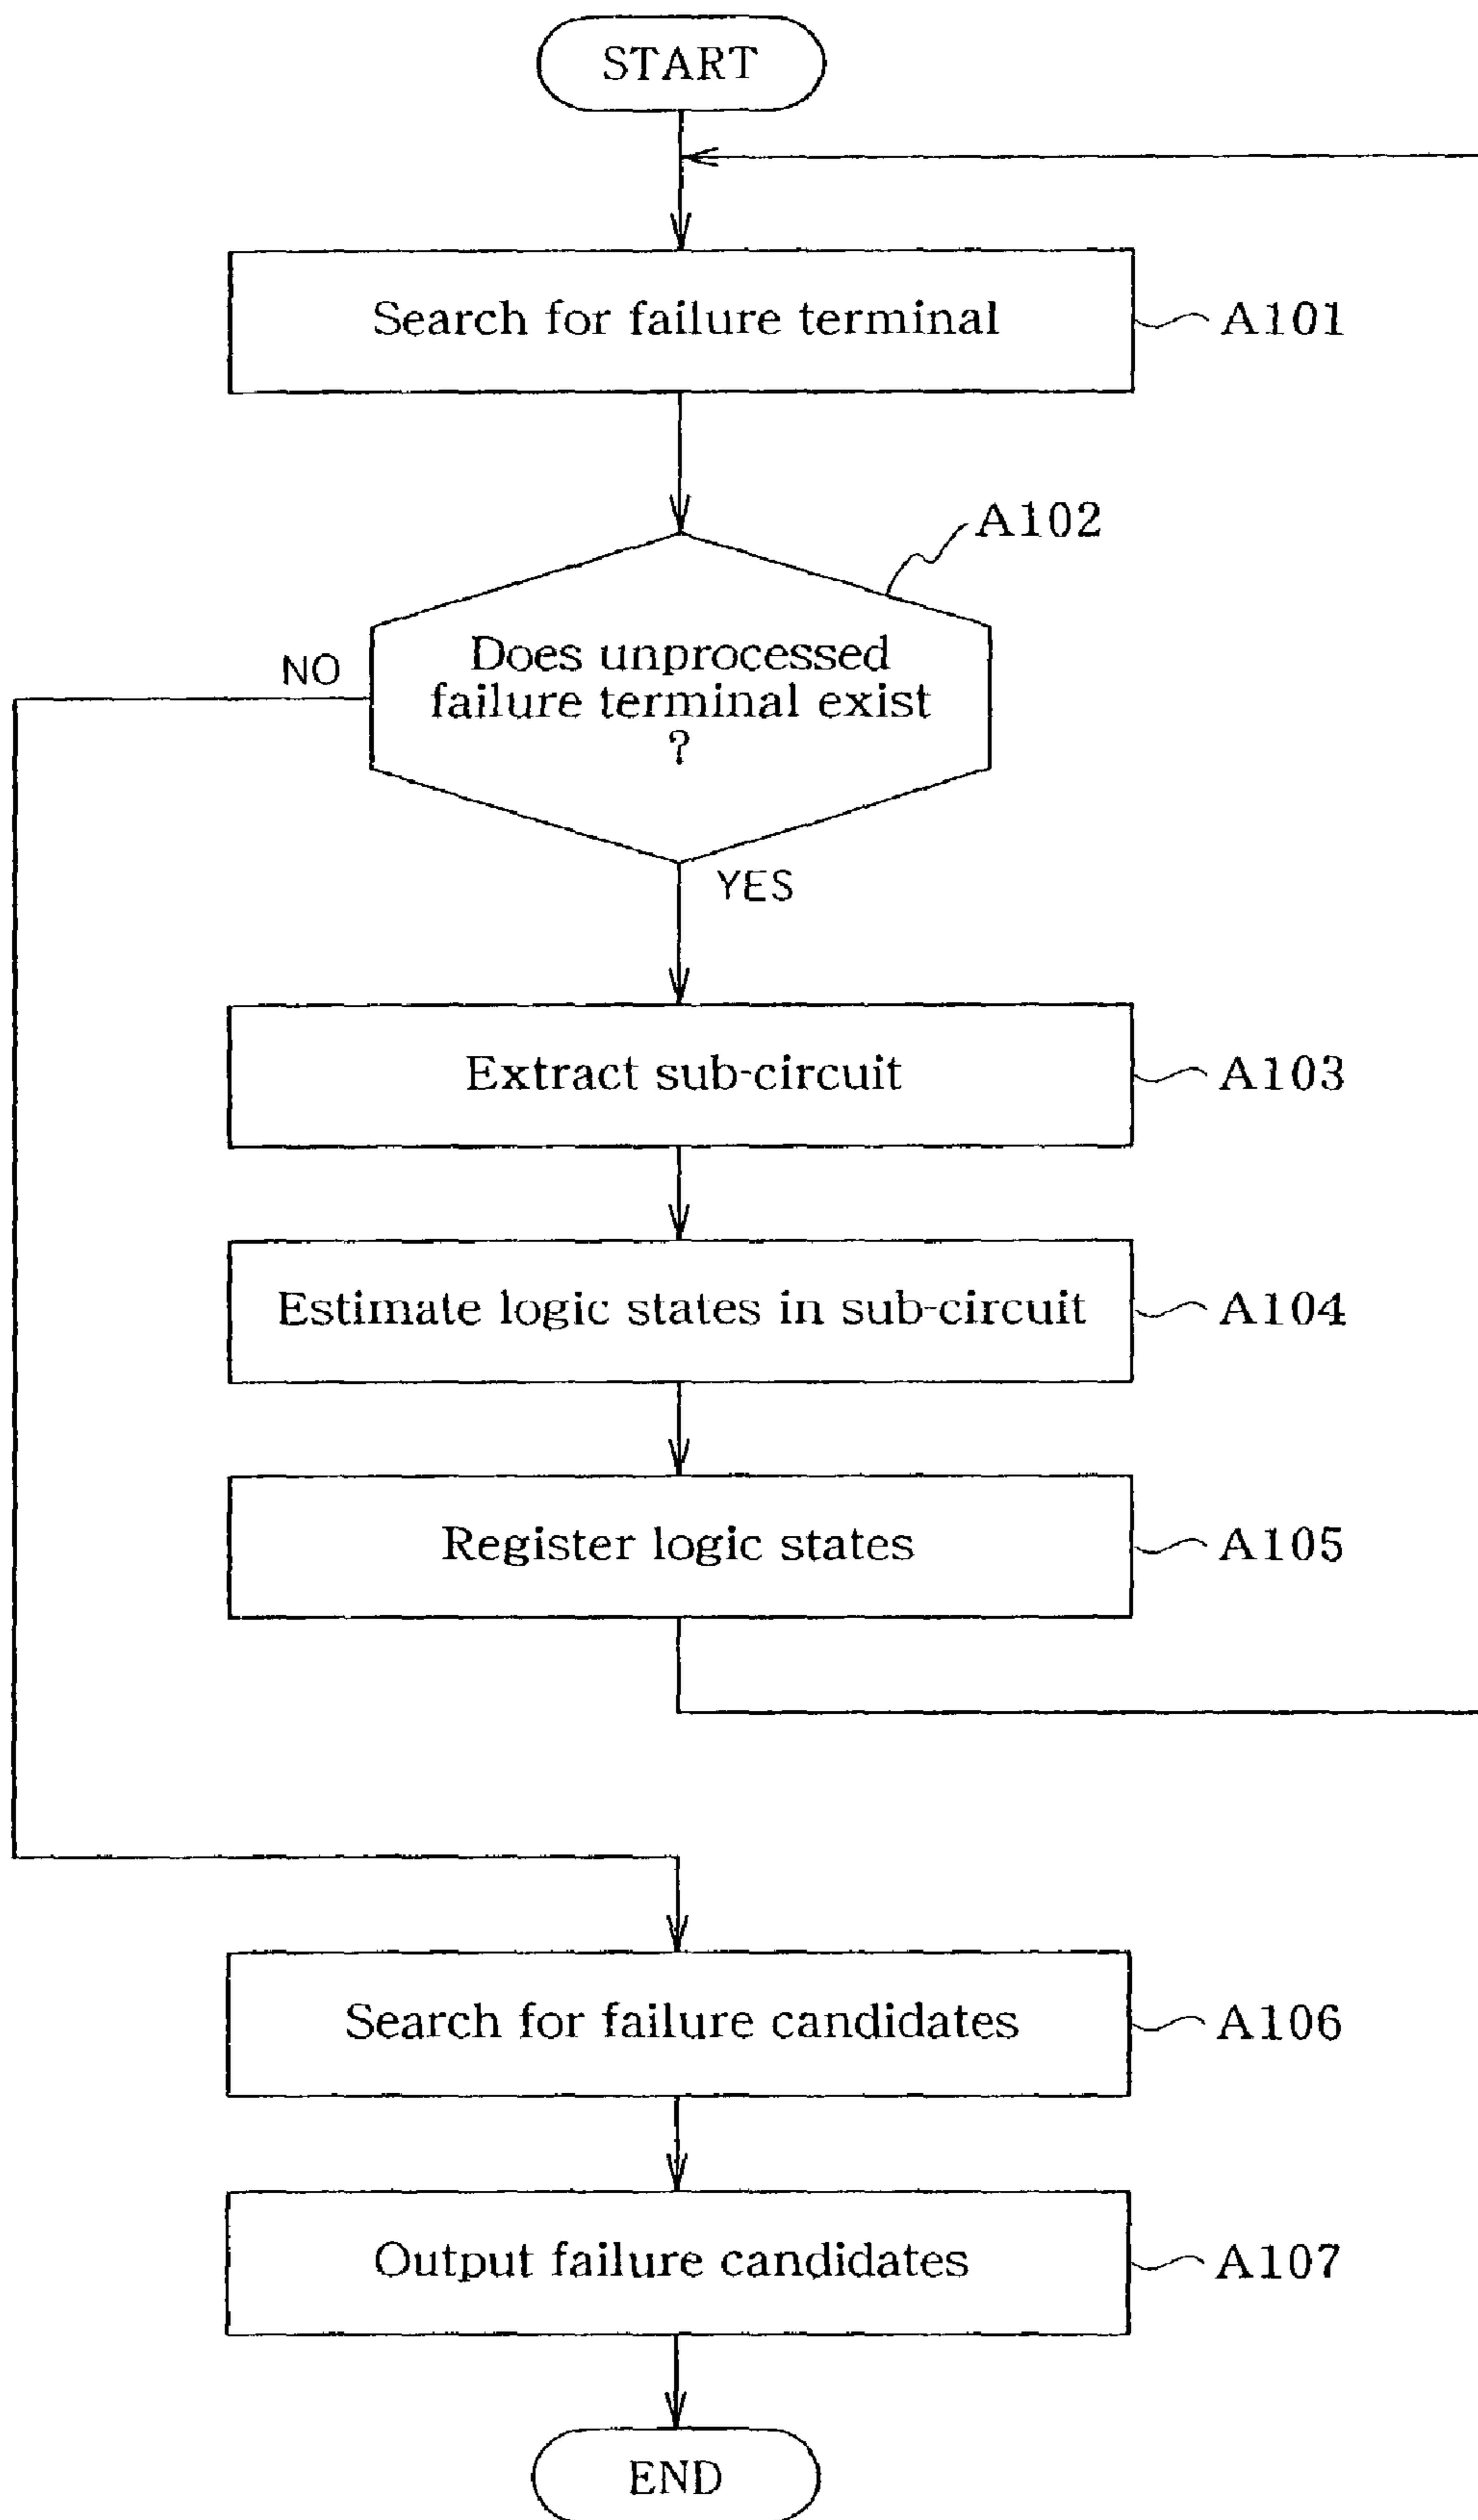 START
Search for failure terminal
A101
A102
Does unprocessed
failure terminal exist
?
NO
YES
Extract sub-circuit
A103
Estimate logic states in sub-circuit
A104
Register logic states
A105
Search for failure candidates
A106
Output failure candidates
A107
END